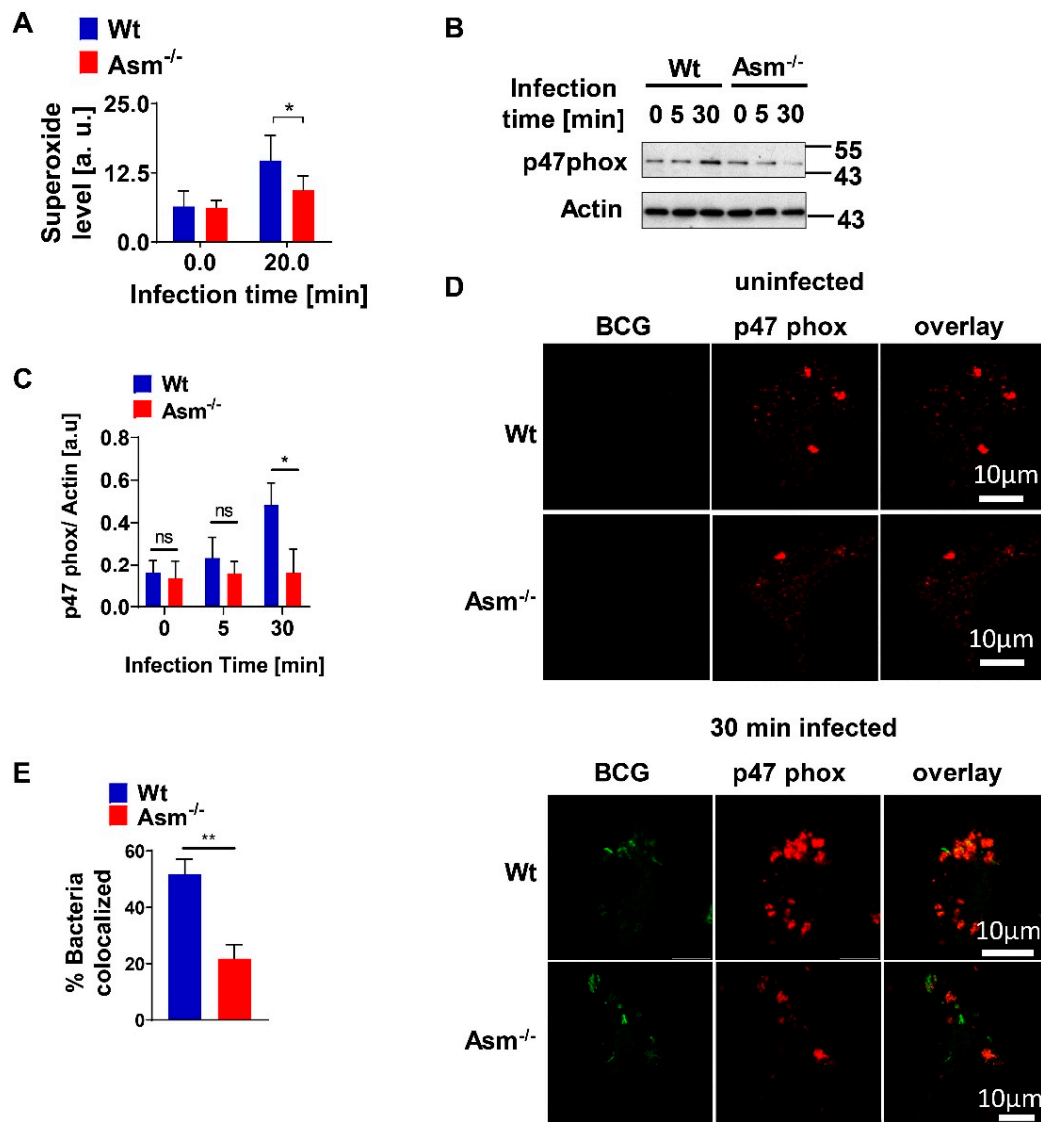 A
Wt
Asm-/-
Superoxide
level [a. u.]
25.0
12.5
0.0
*
0.0 20.0
Infection time [min]
B
Wt Asm-/-
Infection
time [min]
0 5 30 0 5 30
p47phox
55
43
Actin
43
C
Wt
Asm-/-
p47 phox/ Actin [a.u]
0.8
0.6
0.4
0.2
0.0
ns
ns
*
0 5 30
Infection Time [min]
D
uninfected
BCG p47 phox overlay
Wt
10µm
Asm-/-
10µm
30 min infected
BCG p47 phox overlay
Wt
10µm
Asm-/-
10µm
E
Wt
Asm-/-
% Bacteria
colocalized
60
40
20
0
**